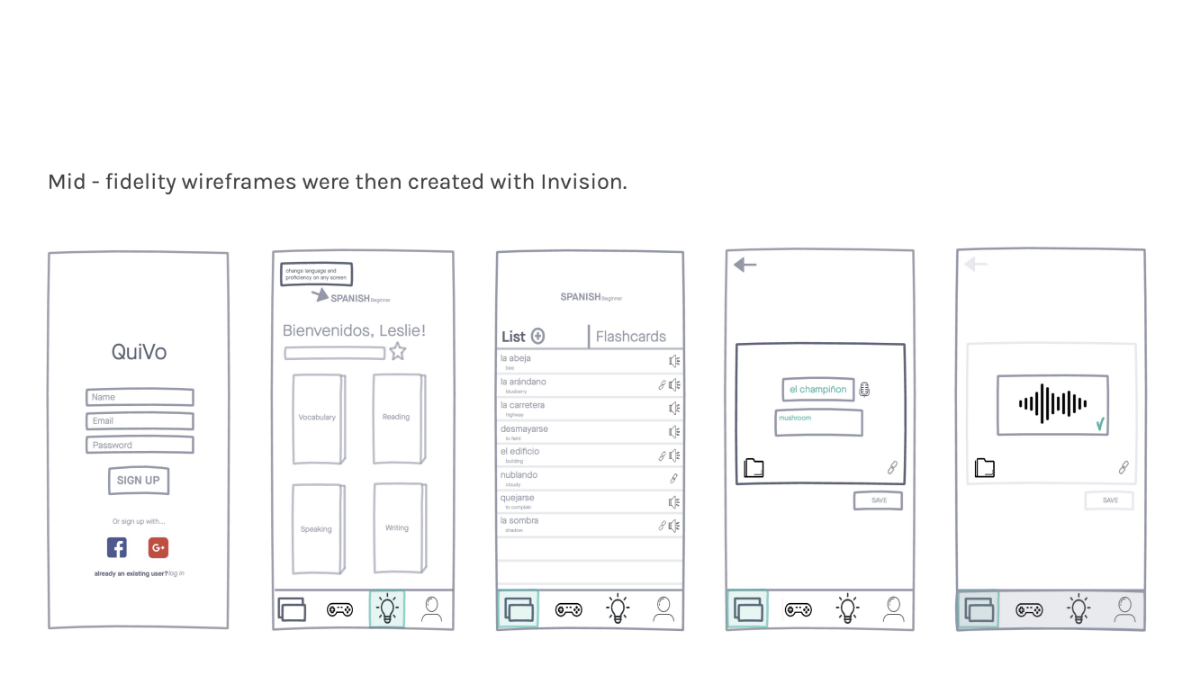 Mid - fidelity wireframes were then created with Invision.
QuiVo
Name
Email
Password
SIGN UP
Or sign up with...
f
G+
already an existing user?log in
change language and
proficiency on any screen
SPANISH Beginner
Bienvenidos, Leslie!
Vocabulary
Reading
Speaking
Writing
SPANISH Beginner
List
Flashcards
la abeja
bee
la arándano
blueberry
la carretera
highway
desmayarse
to faint
el edificio
building
nublando
cloudy
quejarse
to complain
la sombra
shadow
el champiñon
mushroom
SAVE
SAVE